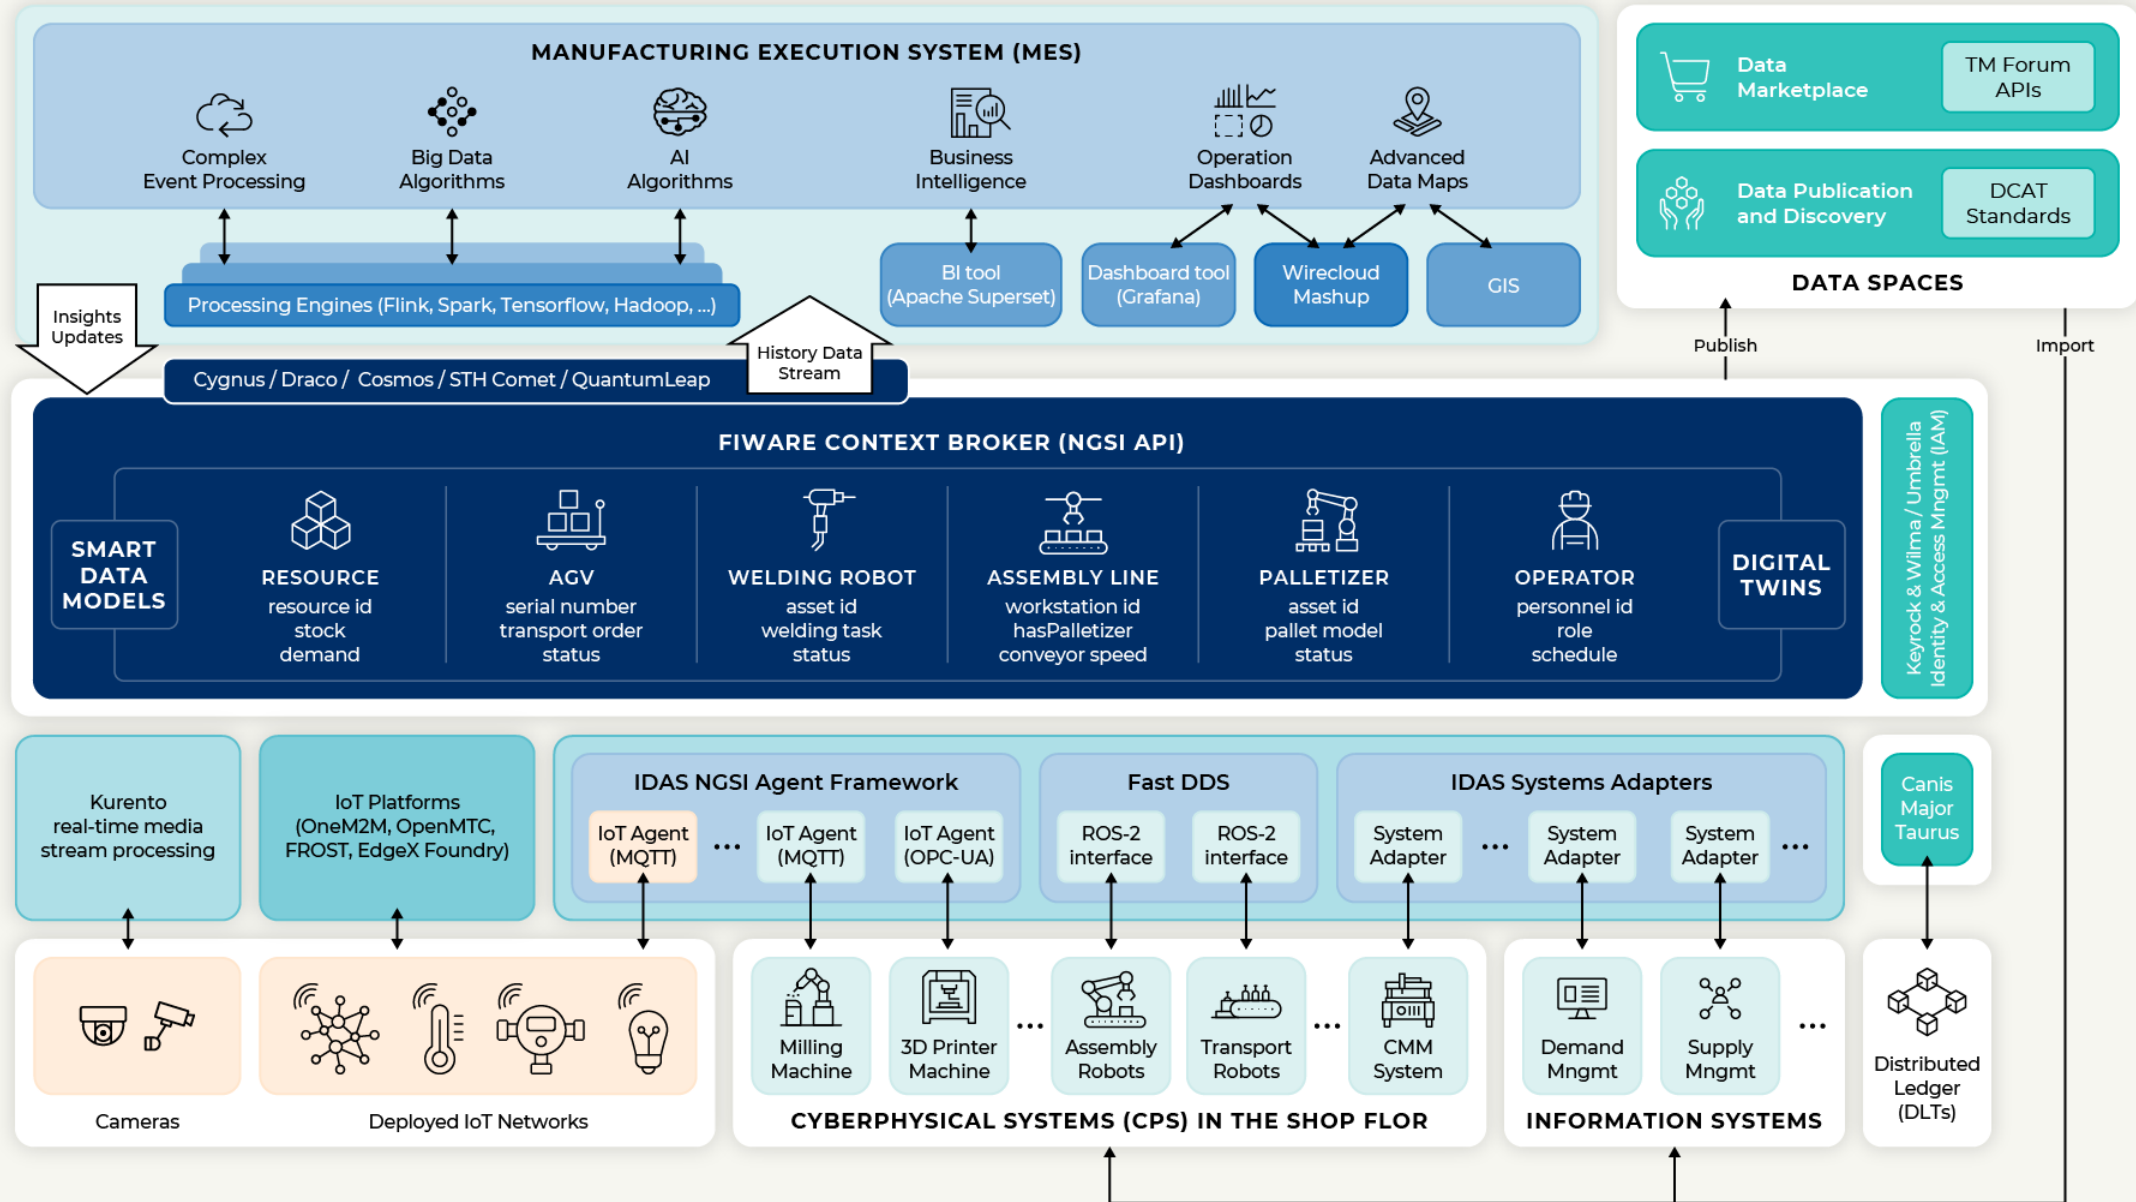 MANUFACTURING EXECUTION SYSTEM (MES)
Complex
Event Processing
Big Data
Algorithms
AI
Algorithms
Business
Intelligence
Operation
Dashboards
Advanced
Data Maps
Processing Engines (Flink, Spark, Tensorflow, Hadoop, ...)
BI tool
(Apache Superset)
Dashboard tool
(Grafana)
Wirecloud
Mashup
GIS
Data
Marketplace
TM Forum
APIs
Data Publication
and Discovery
DCAT
Standards
DATA SPACES
Insights
Updates
History Data
Stream
Publish
Import
Cygnus / Draco / Cosmos / STH Comet / QuantumLeap
FIWARE CONTEXT BROKER (NGSI API)
SMART
DATA
MODELS
RESOURCE
resource id
stock
demand
AGV
serial number
transport order
status
WELDING ROBOT
asset id
welding task
status
ASSEMBLY LINE
workstation id
hasPalletizer
conveyor speed
PALLETIZER
asset id
pallet model
status
OPERATOR
personnel id
role
schedule
DIGITAL
TWINS
Keyrock & Wilma / Umbrella
Identity & Access Mngmt (IAM)
Kurento
real-time media
stream processing
IoT Platforms
(OneM2M, OpenMTC,
FROST, EdgeX Foundry)
IDAS NGSI Agent Framework
IoT Agent
(MQTT)
...
IoT Agent
(MQTT)
IoT Agent
(OPC-UA)
Fast DDS
ROS-2
interface
ROS-2
interface
IDAS Systems Adapters
System
Adapter
...
System
Adapter
System
Adapter
...
Canis
Major
Taurus
Cameras
Deployed IoT Networks
Milling
Machine
3D Printer
Machine
...
Assembly
Robots
Transport
Robots
...
CMM
System
CYBERPHYSICAL SYSTEMS (CPS) IN THE SHOP FLOR
Demand
Mngmt
Supply
Mngmt
...
INFORMATION SYSTEMS
Distributed
Ledger
(DLTs)